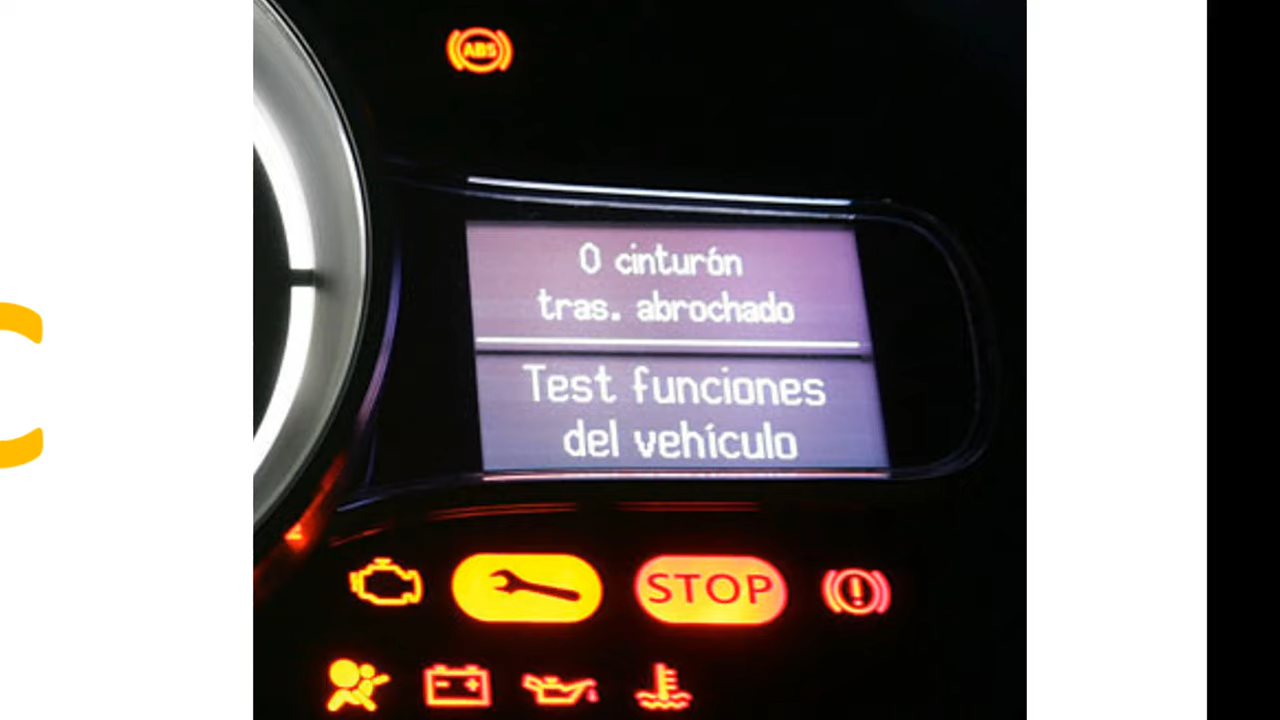 ABS
0 cinturón
tras. abrochado
Test funciones
del vehículo
STOP